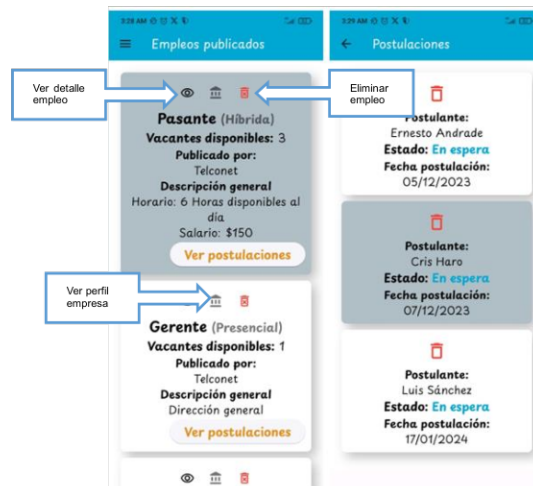 3:28 AM
Empleos publicados
Ver detalle
empleo
Eliminar
empleo
Pasante (Híbrida)
Vacantes disponibles: 3
Publicado por:
Telconet
Descripción general
Horario: 6 Horas disponibles al
día
Salario: $150
Ver postulaciones
Ver perfil
empresa
Gerente (Presencial)
Vacantes disponibles: 1
Publicado por:
Telconet
Descripción general
Dirección general
Ver postulaciones
3:29 AM
Postulaciones
Postulante:
Ernesto Andrade
Estado: En espera
Fecha postulación:
05/12/2023
Postulante:
Cris Haro
Estado: En espera
Fecha postulación:
07/12/2023
Postulante:
Luis Sánchez
Estado: En espera
Fecha postulación:
17/01/2024